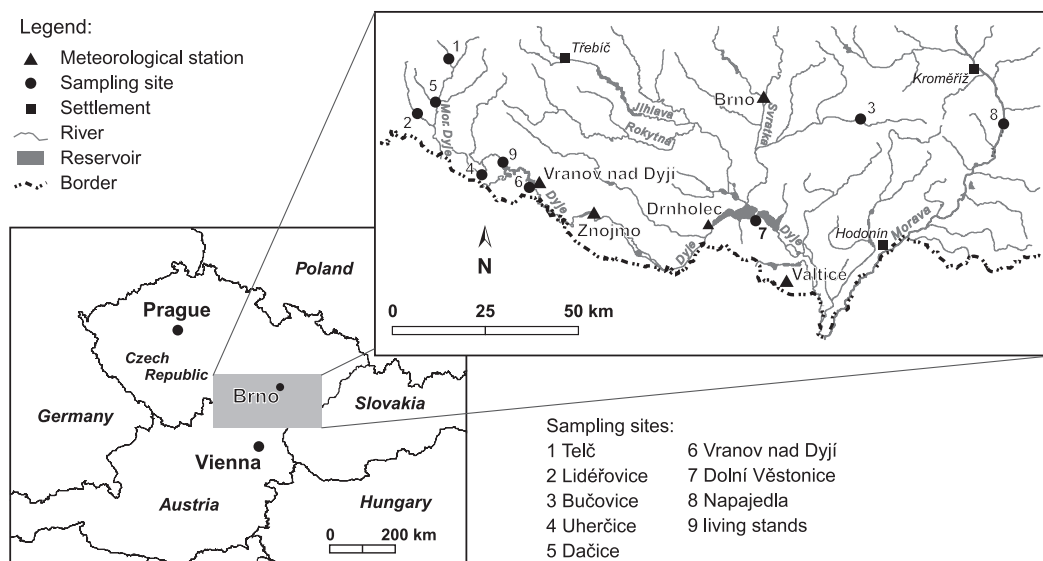 Legend:
Meteorological station
Sampling site
Settlement
River
Reservoir
Border
1
Třebíč
Kroměříž
5
Brno
2
Mor. Dyje
Jihlava
Rokytná
Svratka
3
8
9
4
Vranov nad Dyjí
6
Dyje
Drnholec
Znojmo
7
Dyje
Hodonín
Morava
Dyje
Valtice
N
0 25 50 km
Poland
Prague
Czech
Republic
Brno
Germany
Slovakia
Vienna
Austria
Hungary
0 200 km
Sampling sites:
1 Telč
2 Lidéřovice
3 Bučovice
4 Uherčice
5 Dačice
6 Vranov nad Dyjí
7 Dolní Věstonice
8 Napajedla
9 living stands